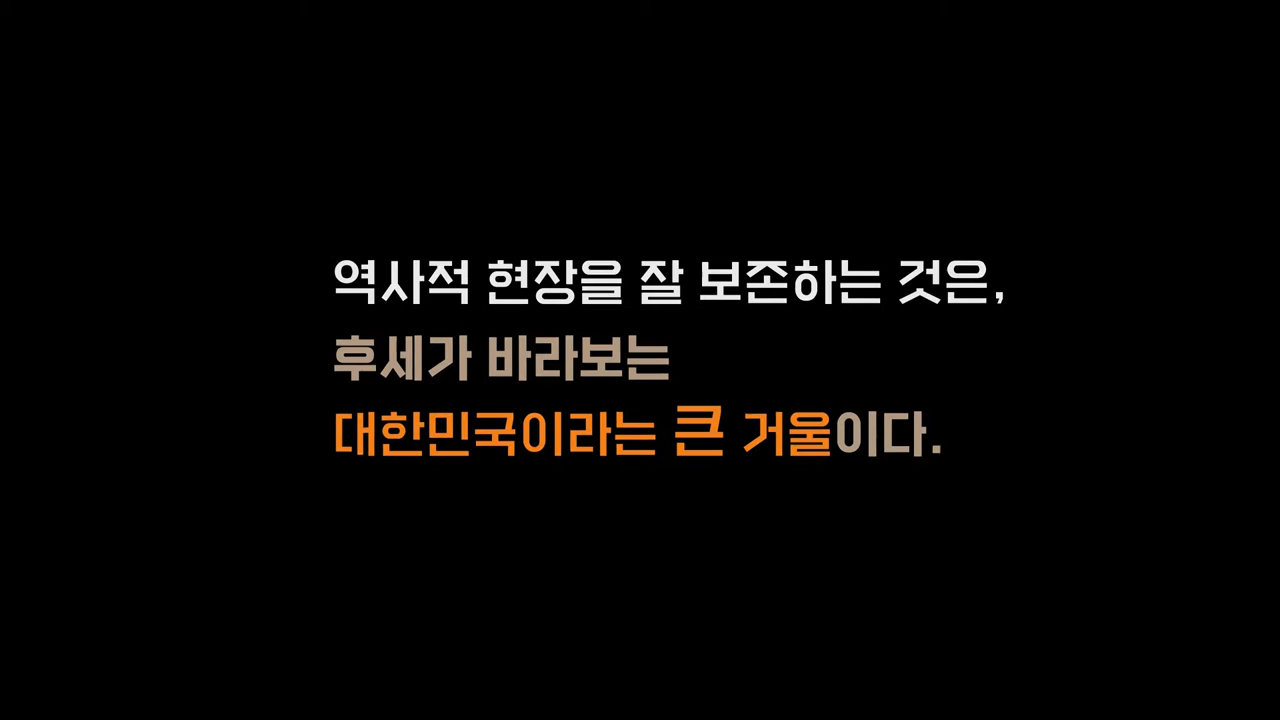 역사적 현장을 잘 보존하는 것은,
후세가 바라보는
대한민국이라는 큰 거울이다.